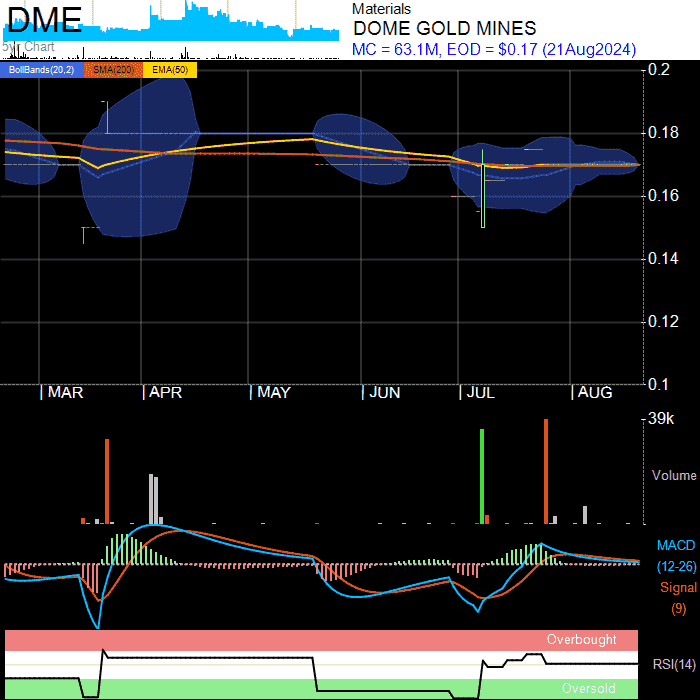 DME
5yr Chart
Materials
DOME GOLD MINES
MC = 63.1M, EOD = $0.17 (21Aug2024)
BollBands(20,2) SMA(200) EMA(50)
0.2
0.18
0.16
0.14
0.12
0.1
MAR APR MAY JUN JUL AUG
39k
Volume
MACD
(12-26)
Signal
(9)
Overbought
RSI(14)
Oversold